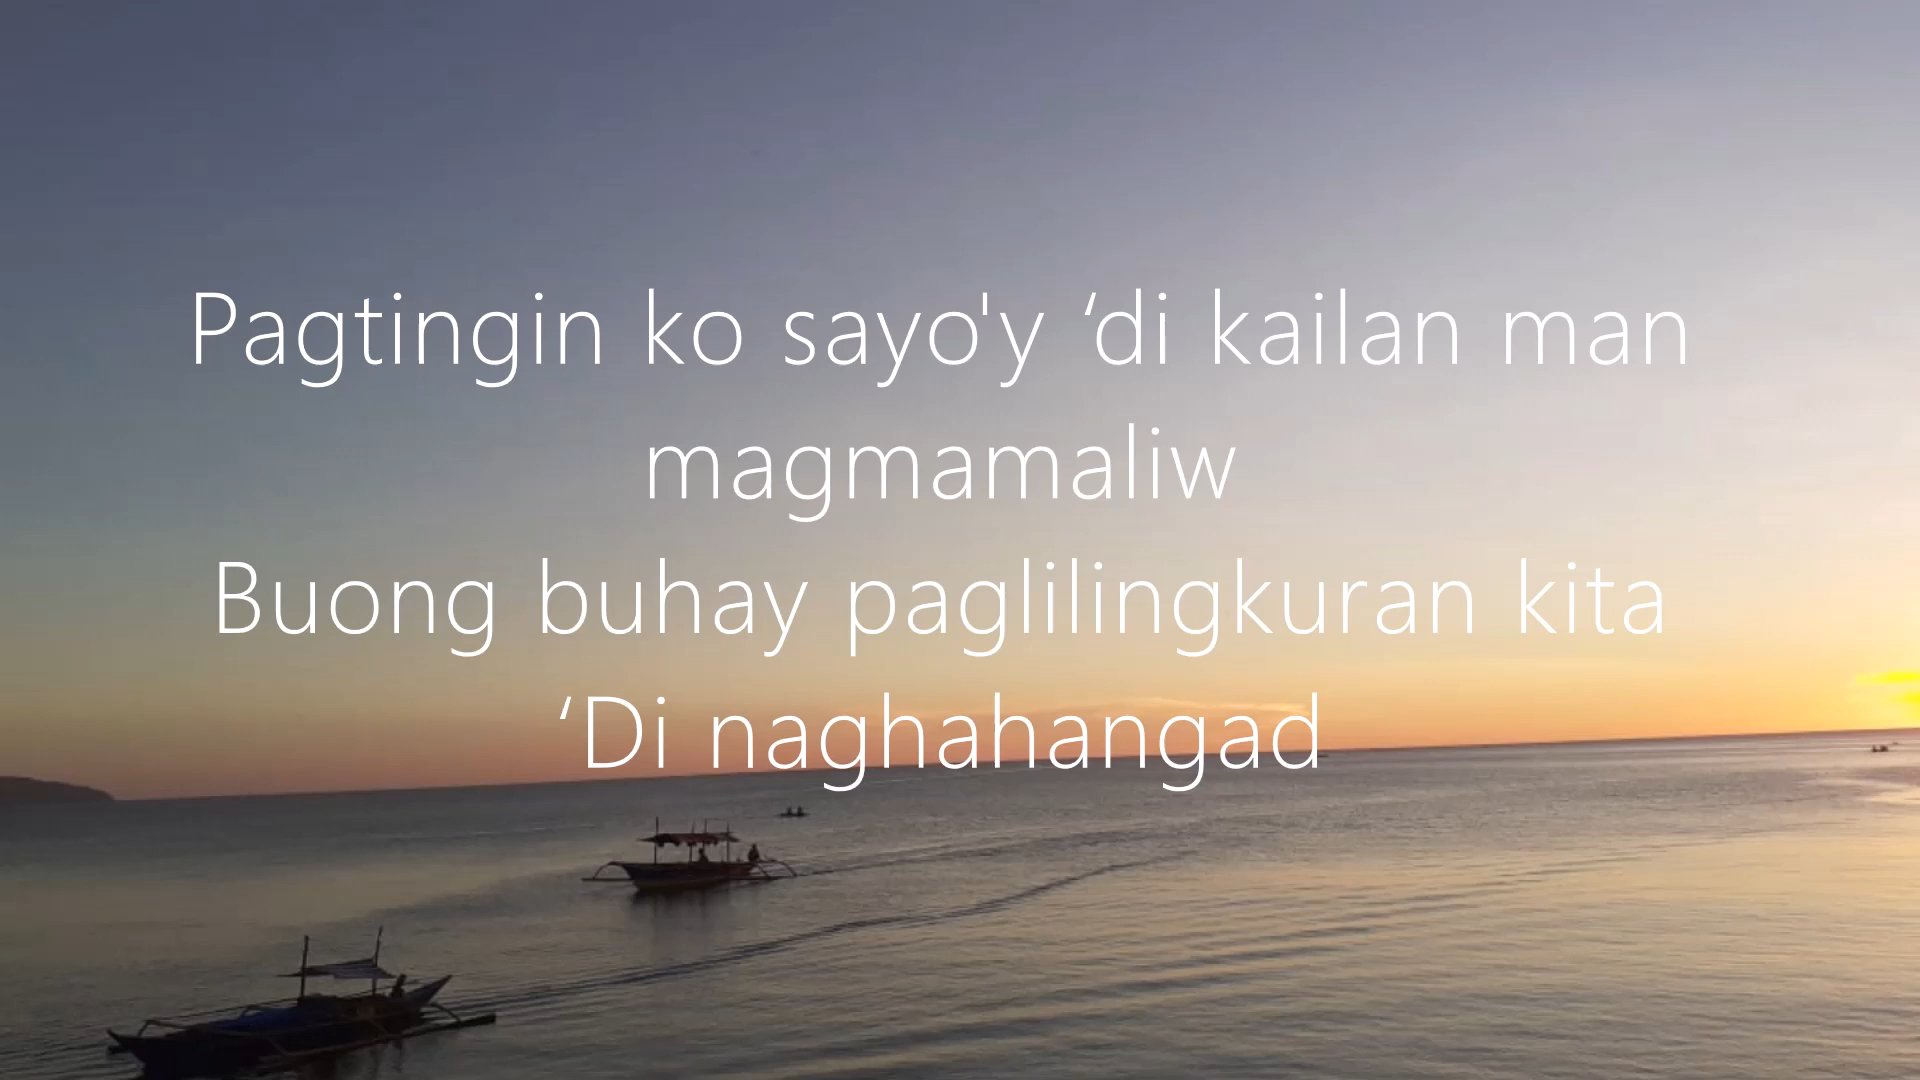 Pagtingin ko sayo'y ‘di kailan man
magmamaliw
Buong buhay paglilingkuran kita
‘Di naghahangad